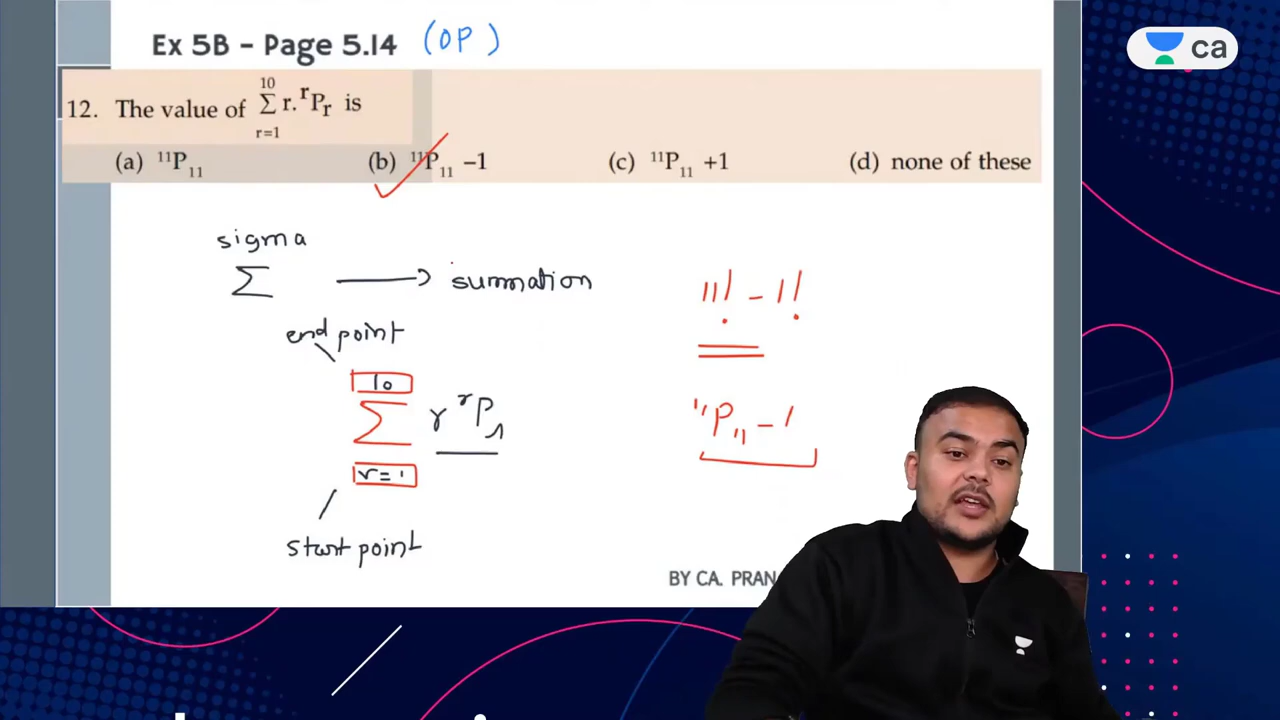 Ex 5B - Page 5.14 (OP)
ca
12. The value of 10 Σ r=1 r.ʳPᵣ is
(a) ¹¹P₁₁ (b) ¹¹P₁₁ –1 (c) ¹¹P₁₁ +1 (d) none of these
sigma
Σ → summation
11! - 1!
end point
10
Σ r ʳPᵣ
r=1
¹¹P₁₁ - 1
start point
BY CA. PRAN